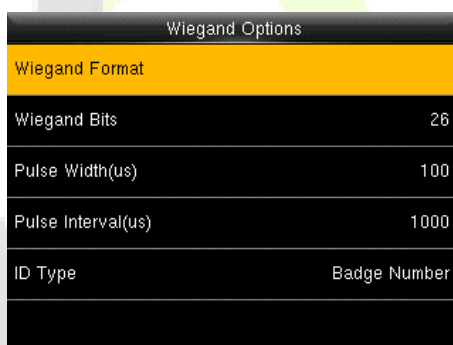 Wiegand Options
Wiegand Format
Wiegand Bits 26
Pulse Width(us) 100
Pulse Interval(us) 1000
ID Type Badge Number